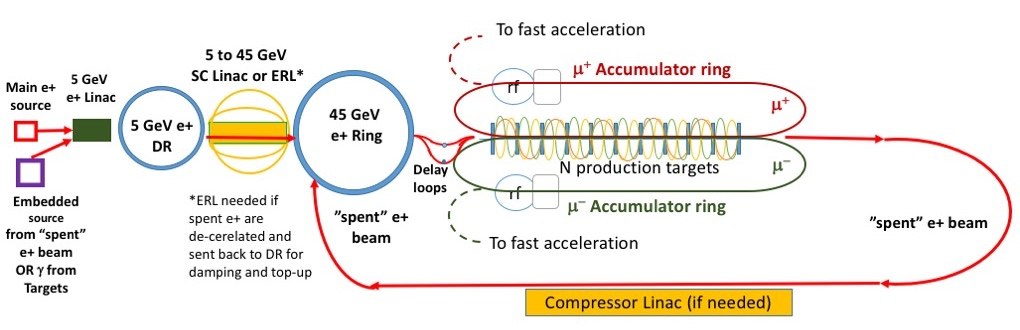 Main e+
source
5 GeV
e+ Linac
5 GeV e+
DR
5 to 45 GeV
SC Linac or ERL*
45 GeV
e+ Ring
To fast acceleration
rf
μ+ Accumulator ring
μ+
N production targets
μ−
Delay
loops
rf
μ− Accumulator ring
To fast acceleration
Embedded
source
from “spent”
e+ beam
OR γ from
Targets
*ERL needed if
spent e+ are
de-cerelated and
sent back to DR for
damping and top-up
”spent” e+
beam
”spent” e+ beam
Compressor Linac (if needed)